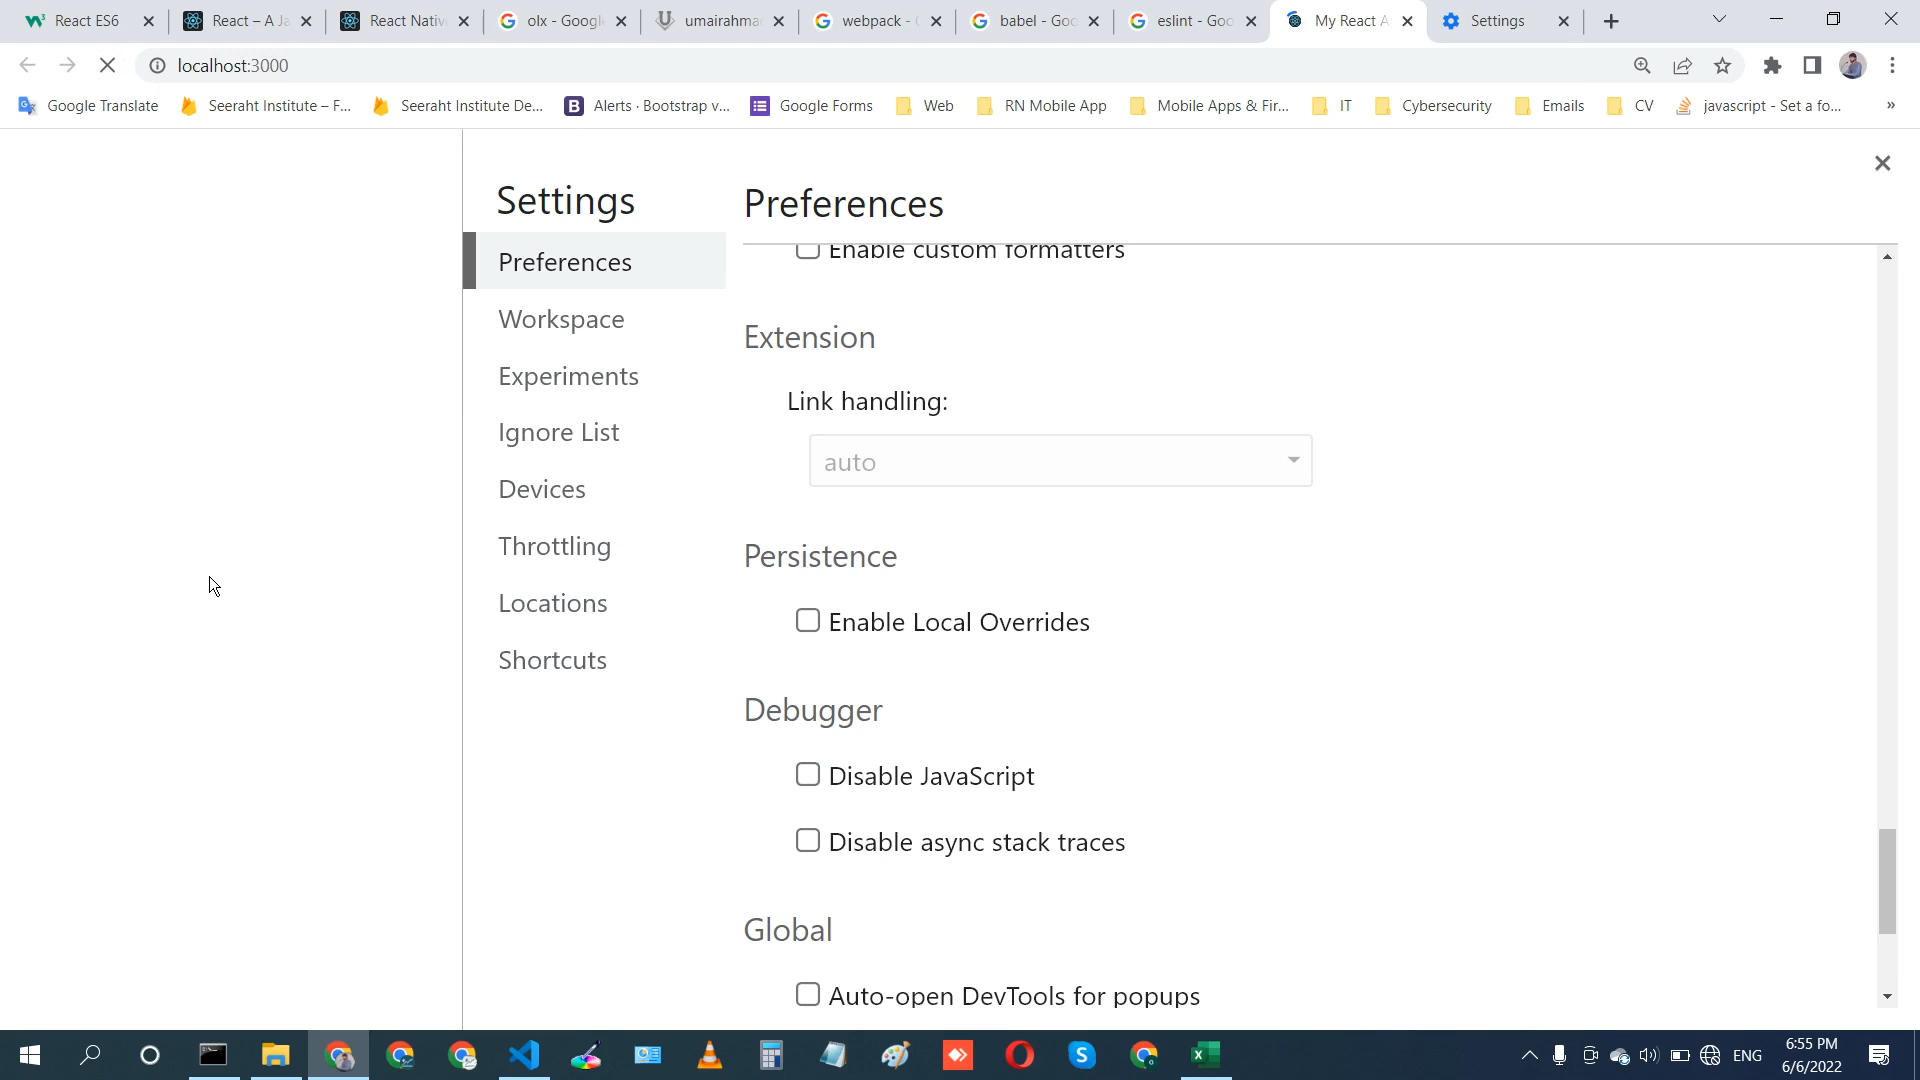 React ES6
React – A Ja
React Nativ
olx - Google
umairahma
webpack - G
babel - Goo
eslint - Goo
My React A
Settings
localhost:3000
Google Translate
Seeraht Institute – F...
Seeraht Institute De...
Alerts · Bootstrap v...
Google Forms
Web
RN Mobile App
Mobile Apps & Fir...
IT
Cybersecurity
Emails
CV
javascript - Set a fo...
»
Settings
Preferences
Workspace
Experiments
Ignore List
Devices
Throttling
Locations
Shortcuts
Preferences
Enable custom formatters
Extension
Link handling:
auto
Persistence
Enable Local Overrides
Debugger
Disable JavaScript
Disable async stack traces
Global
Auto-open DevTools for popups
ENG
6:55 PM
6/6/2022